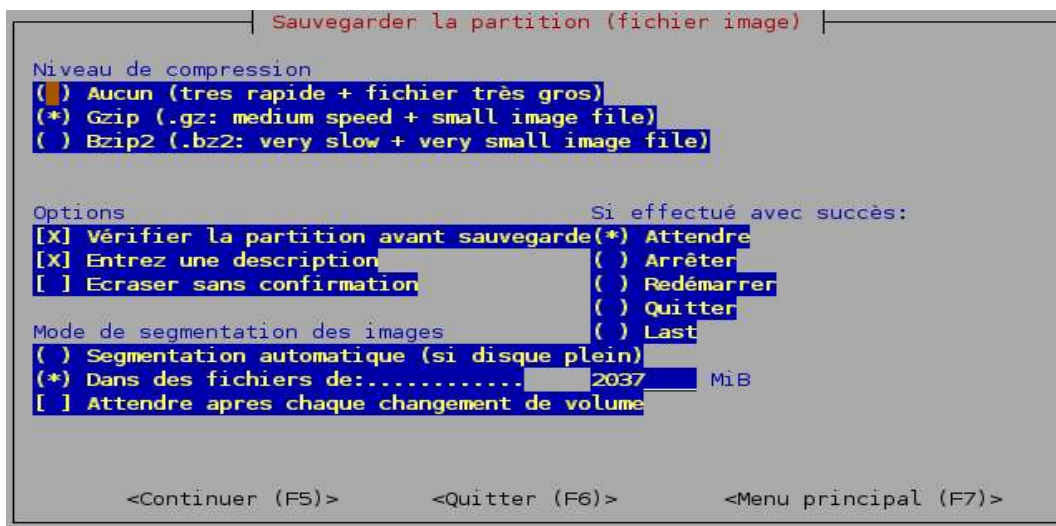 Sauvegarder la partition (fichier image)
Niveau de compression
( ) Aucun (tres rapide + fichier très gros)
(*) Gzip (.gz: medium speed + small image file)
( ) Bzip2 (.bz2: very slow + very small image file)
Options Si effectué avec succès:
[X] Vérifier la partition avant sauvegarde(*) Attendre
[X] Entrez une description ( ) Arrêter
[ ] Ecraser sans confirmation ( ) Redémarrer
( ) Quitter
Mode de segmentation des images ( ) Last
( ) Segmentation automatique (si disque plein)
(*) Dans des fichiers de:............ 2037____ MiB
[ ] Attendre apres chaque changement de volume
<Continuer (F5)> <Quitter (F6)> <Menu principal (F7)>